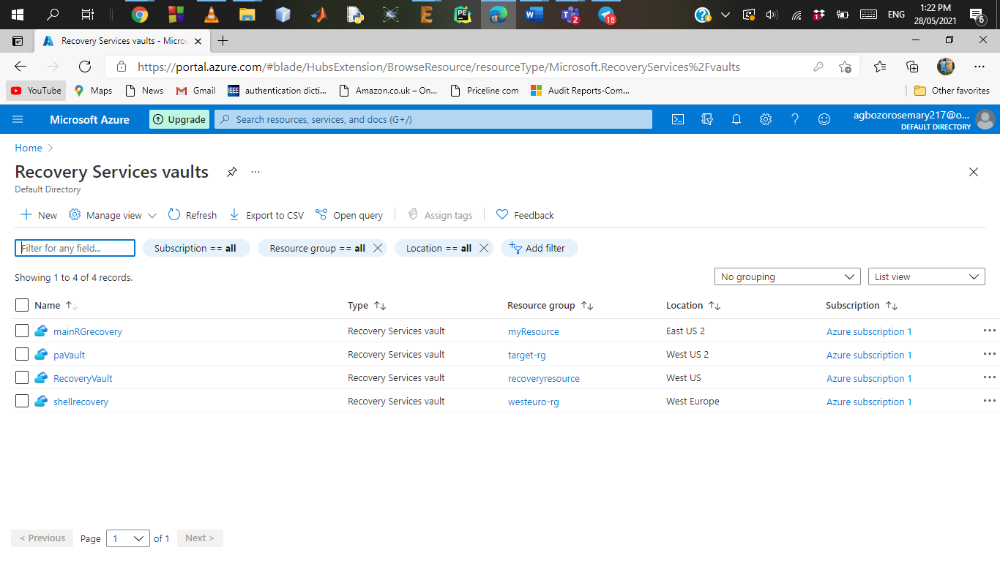 ENG
1:22 PM
28/05/2021
6
PE
W
2
18
1
Recovery Services vaults - Micros
https://portal.azure.com/#blade/HubsExtension/BrowseResource/resourceType/Microsoft.RecoveryServices%2Fvaults
YouTube
Maps
News
Gmail
IEEE
authentication dicti...
Amazon.co.uk – On...
Priceline com
Audit Reports-Com...
Other favorites
Microsoft Azure
Upgrade
Search resources, services, and docs (G+/)
agbozorosemary217@o...
DEFAULT DIRECTORY
Home >
Recovery Services vaults
...
Default Directory
+ New
Manage view
Refresh
Export to CSV
Open query
Assign tags
Feedback
Filter for any field...
Subscription == all
Resource group == all
Location == all
Add filter
Showing 1 to 4 of 4 records.
No grouping
List view
Name Type Resource group Location Subscription
mainRGrecovery Recovery Services vault myResource East US 2 Azure subscription 1
paVault Recovery Services vault target-rg West US 2 Azure subscription 1
RecoveryVault Recovery Services vault recoveryresource West US Azure subscription 1
shellrecovery Recovery Services vault westeuro-rg West Europe Azure subscription 1
< Previous Page 1 of 1 Next >